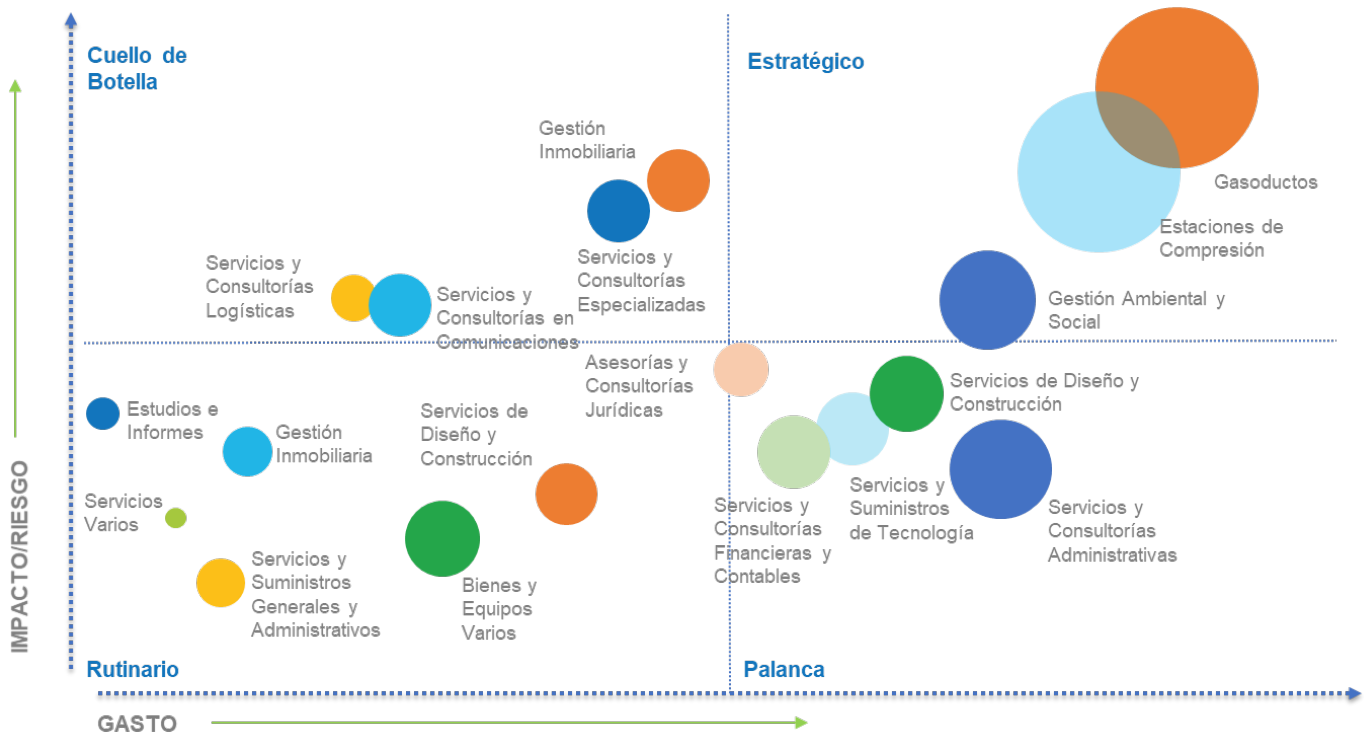 Cuello de
Botella
Estratégico
Gestión
Inmobiliaria
Gasoductos
Estaciones de
Compresión
Servicios y
Consultorías
Logísticas
Servicios y
Consultorías en
Comunicaciones
Servicios y
Consultorías
Especializadas
Gestión Ambiental y
Social
Asesorías y
Consultorías
Jurídicas
Servicios de Diseño y
Construcción
Estudios e
Informes
Gestión
Inmobiliaria
Servicios de
Diseño y
Construcción
Servicios
Varios
Servicios y
Consultorías
Financieras y
Contables
Servicios y
Suministros
de Tecnología
Servicios y
Consultorías
Administrativas
Servicios y
Suministros
Generales y
Administrativos
Bienes y
Equipos
Varios
IMPACTO/RIESGO
Rutinario
Palanca
GASTO